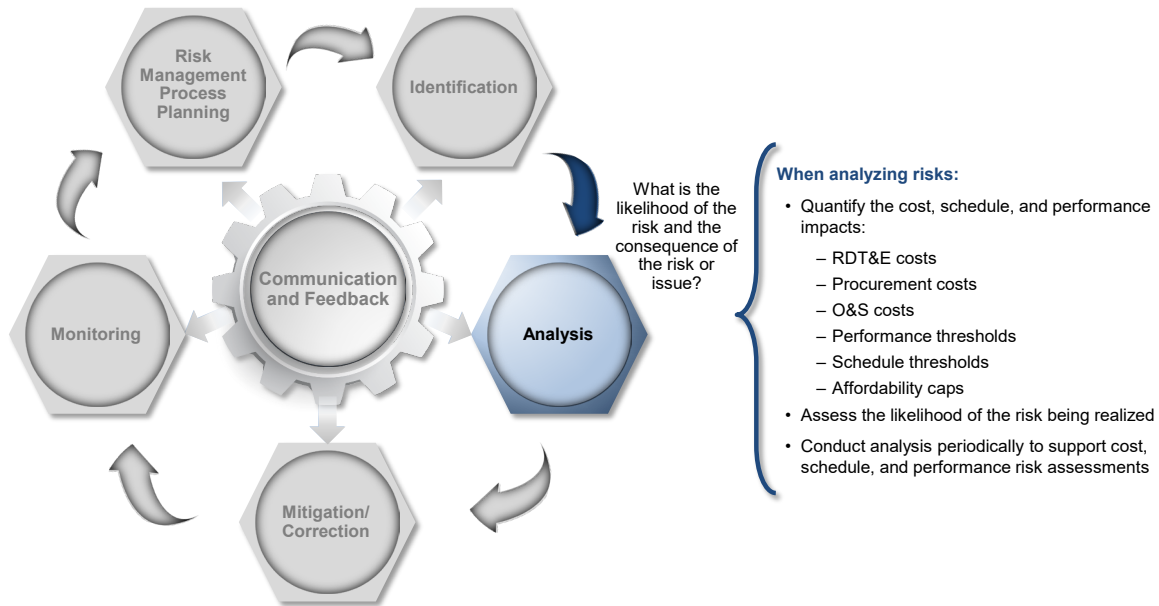 Risk
Management
Process
Planning
Identification
What is the
likelihood of the
risk and the
consequence of
the risk or
issue?
When analyzing risks:
• Quantify the cost, schedule, and performance
impacts:
– RDT&E costs
– Procurement costs
– O&S costs
– Performance thresholds
– Schedule thresholds
– Affordability caps
• Assess the likelihood of the risk being realized
• Conduct analysis periodically to support cost,
schedule, and performance risk assessments
Communication
and Feedback
Monitoring
Analysis
Mitigation/
Correction